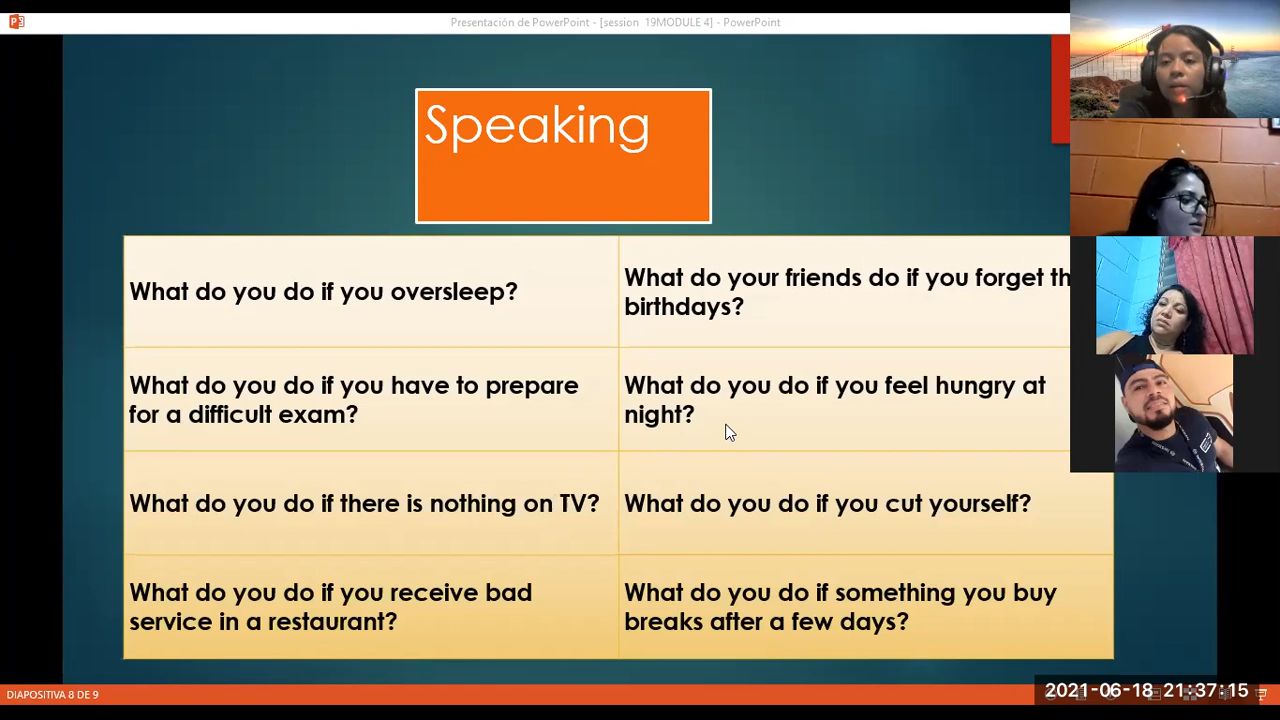 Presentación de PowerPoint - [session 19MODULE 4] - PowerPoint
Speaking
What do you do if you oversleep?
What do your friends do if you forget th
birthdays?
What do you do if you have to prepare
for a difficult exam?
What do you do if you feel hungry at
night?
What do you do if there is nothing on TV?
What do you do if you cut yourself?
What do you do if you receive bad
service in a restaurant?
What do you do if something you buy
breaks after a few days?
DIAPOSITIVA 8 DE 9
2021-06-18 21:37:15